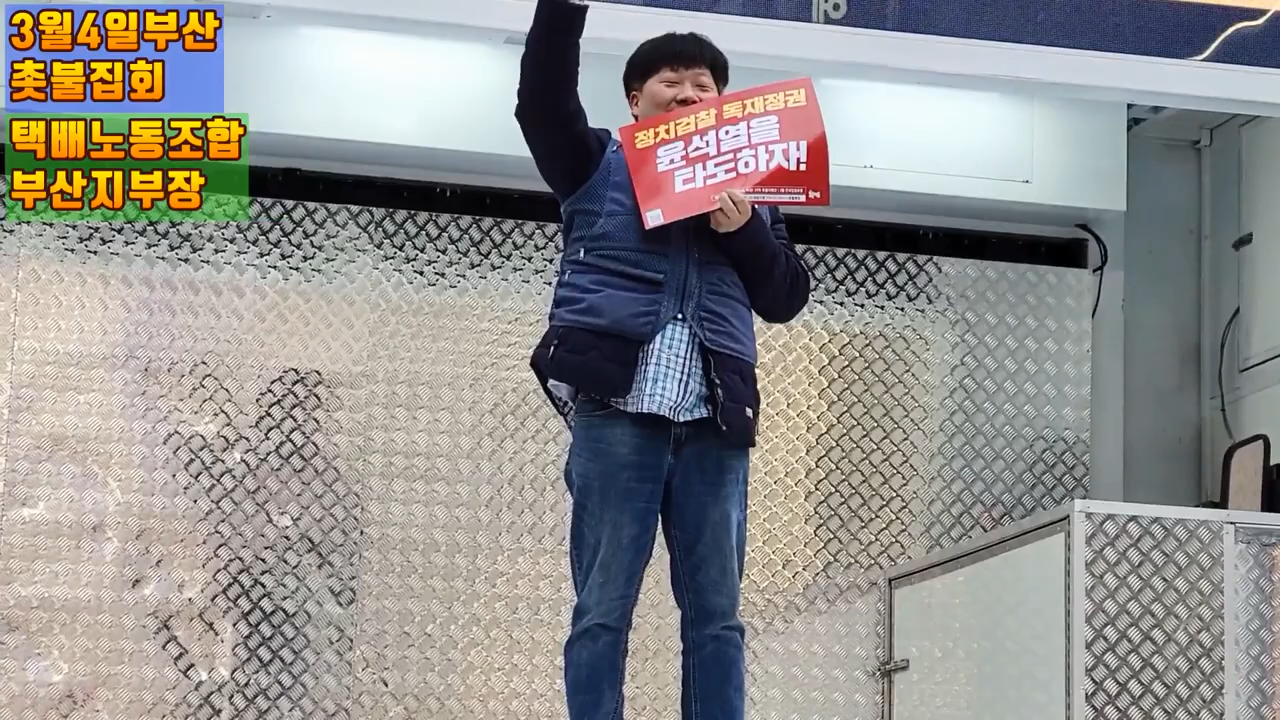 3월4일부산
촛불집회
택배노동조합
부산지부장
정치검찰 독재정권
윤석열을
타도하자!